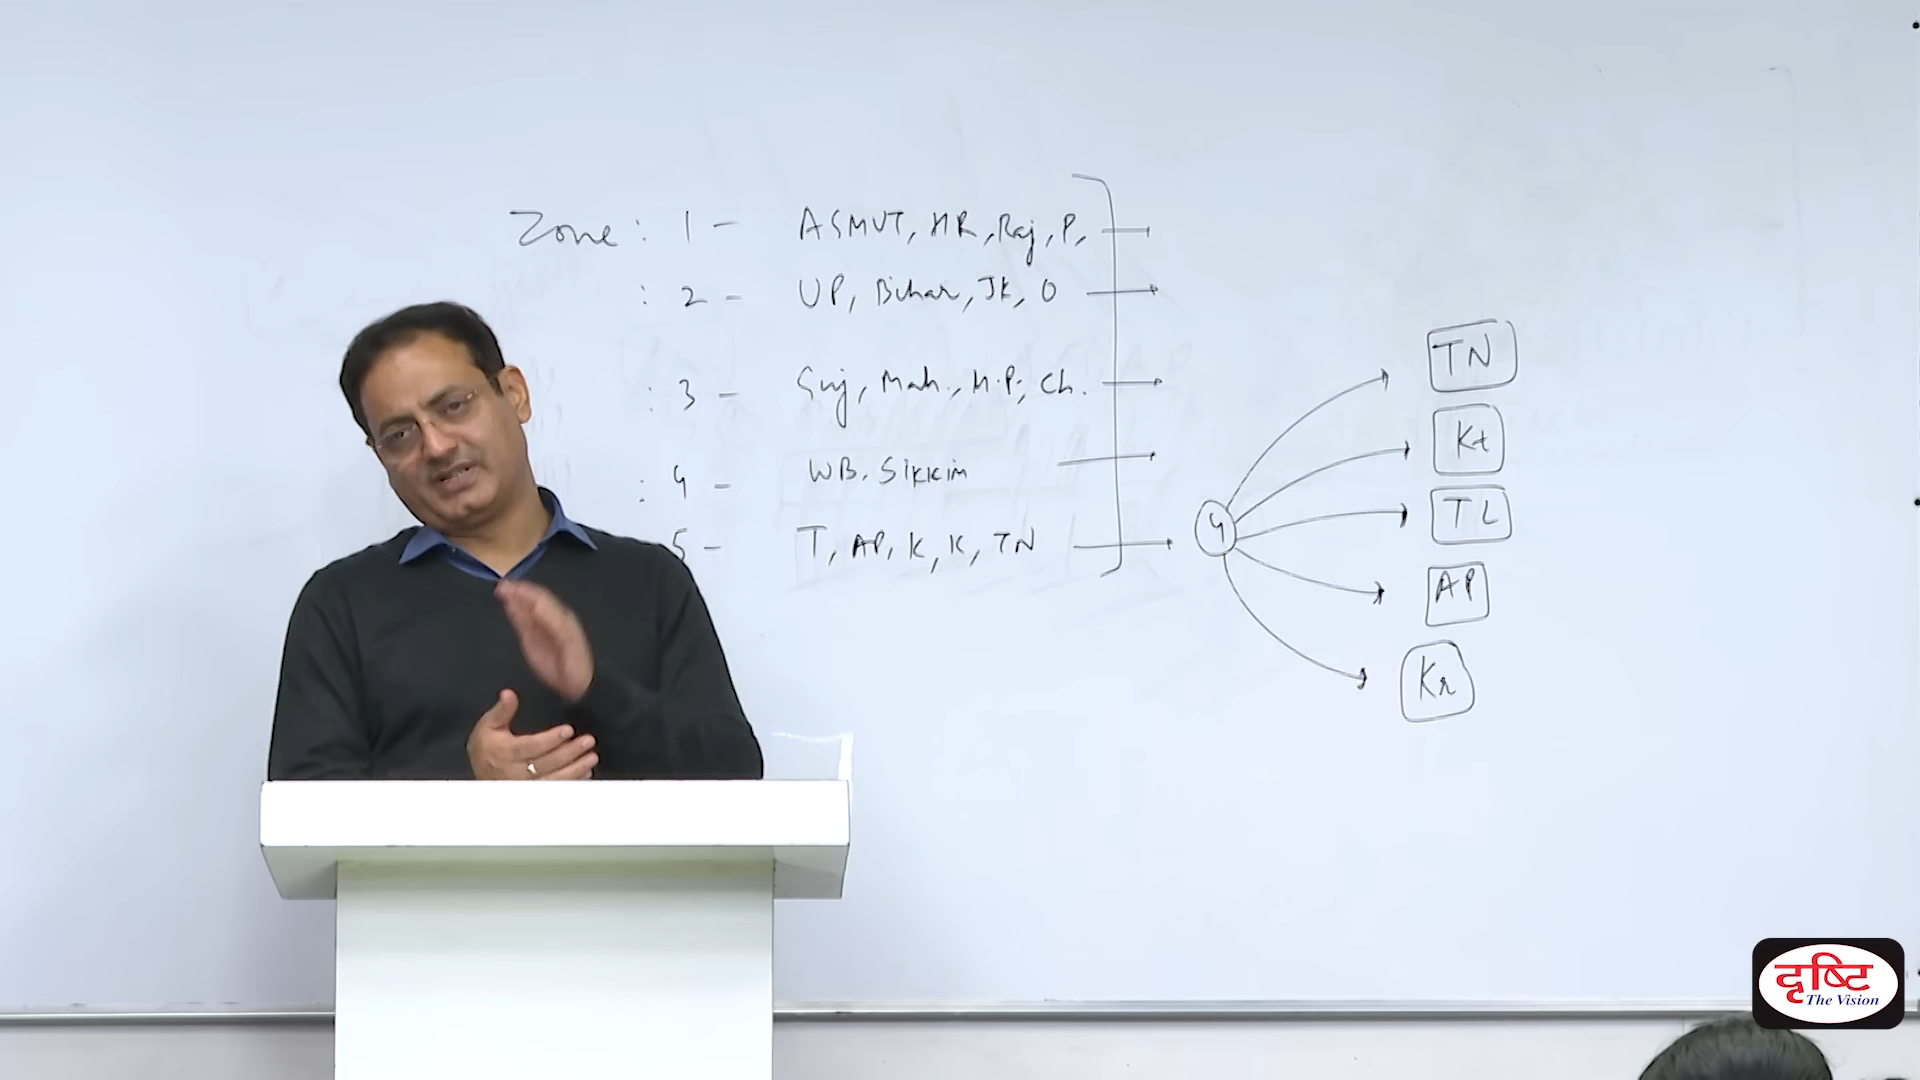 Zone : 1 - AGMUT, HR, Raj, P,
: 2 - UP, Bihar, JK, O
: 3 - Guj, Mah., M.P., Ch.
: 4 - WB. SIKKIM
5 - T, AP, K, K, TN
4
TN
Kt
TL
AP
Kr
दृष्टि
The Vision